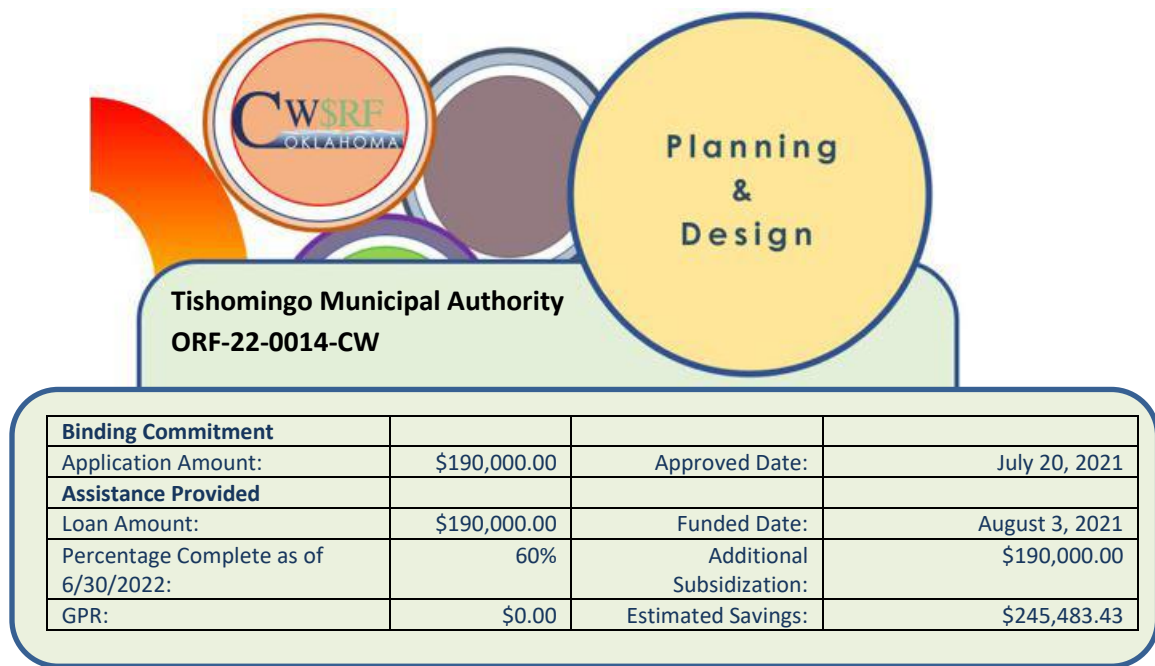 CW$RF
OKLAHOMA
Planning
&
Design
Tishomingo Municipal Authority
ORF-22-0014-CW
Binding Commitment
Application Amount: $190,000.00 Approved Date: July 20, 2021
Assistance Provided
Loan Amount: $190,000.00 Funded Date: August 3, 2021
Percentage Complete as of 60% Additional $190,000.00
6/30/2022: Subsidization:
GPR: $0.00 Estimated Savings: $245,483.43